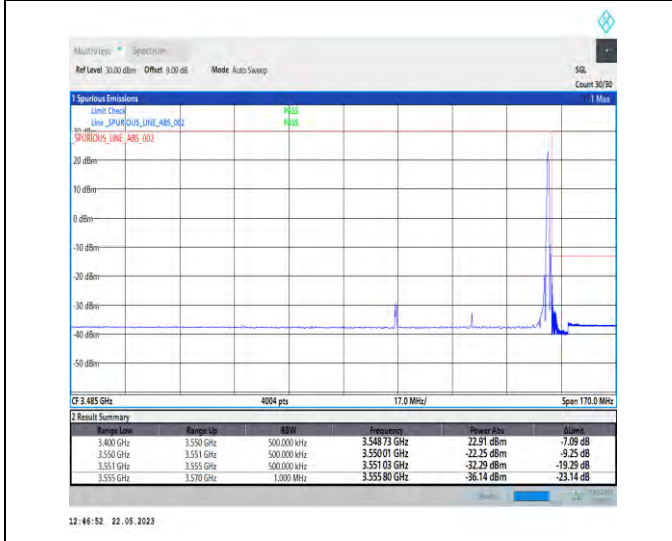 MultiView Spectrum
Ref Level 30.00 dBm Offset 9.00 dB Mode Auto Sweep SGL
Count 30/30
1 Spurious Emissions 1 Max
Limit Check PASS
Line _SPURIOUS_LINE_ABS_002 PASS
30 dBm
_SPURIOUS_LINE_ABS_002
20 dBm
10 dBm
0 dBm
-10 dBm
-20 dBm
-30 dBm
-40 dBm
-50 dBm
CF 3.485 GHz 4004 pts 17.0 MHz/ Span 170.0 MHz
2 Result Summary
Range Low Range Up RBW Frequency Power Abs ΔLimit
3.400 GHz 3.550 GHz 500.000 kHz 3.54873 GHz 22.91 dBm -7.09 dB
3.550 GHz 3.551 GHz 500.000 kHz 3.55001 GHz -22.25 dBm -9.25 dB
3.551 GHz 3.555 GHz 500.000 kHz 3.55103 GHz -32.29 dBm -19.29 dB
3.555 GHz 3.570 GHz 1.000 MHz 3.55580 GHz -36.14 dBm -23.14 dB
12:46:52 22.05.2023